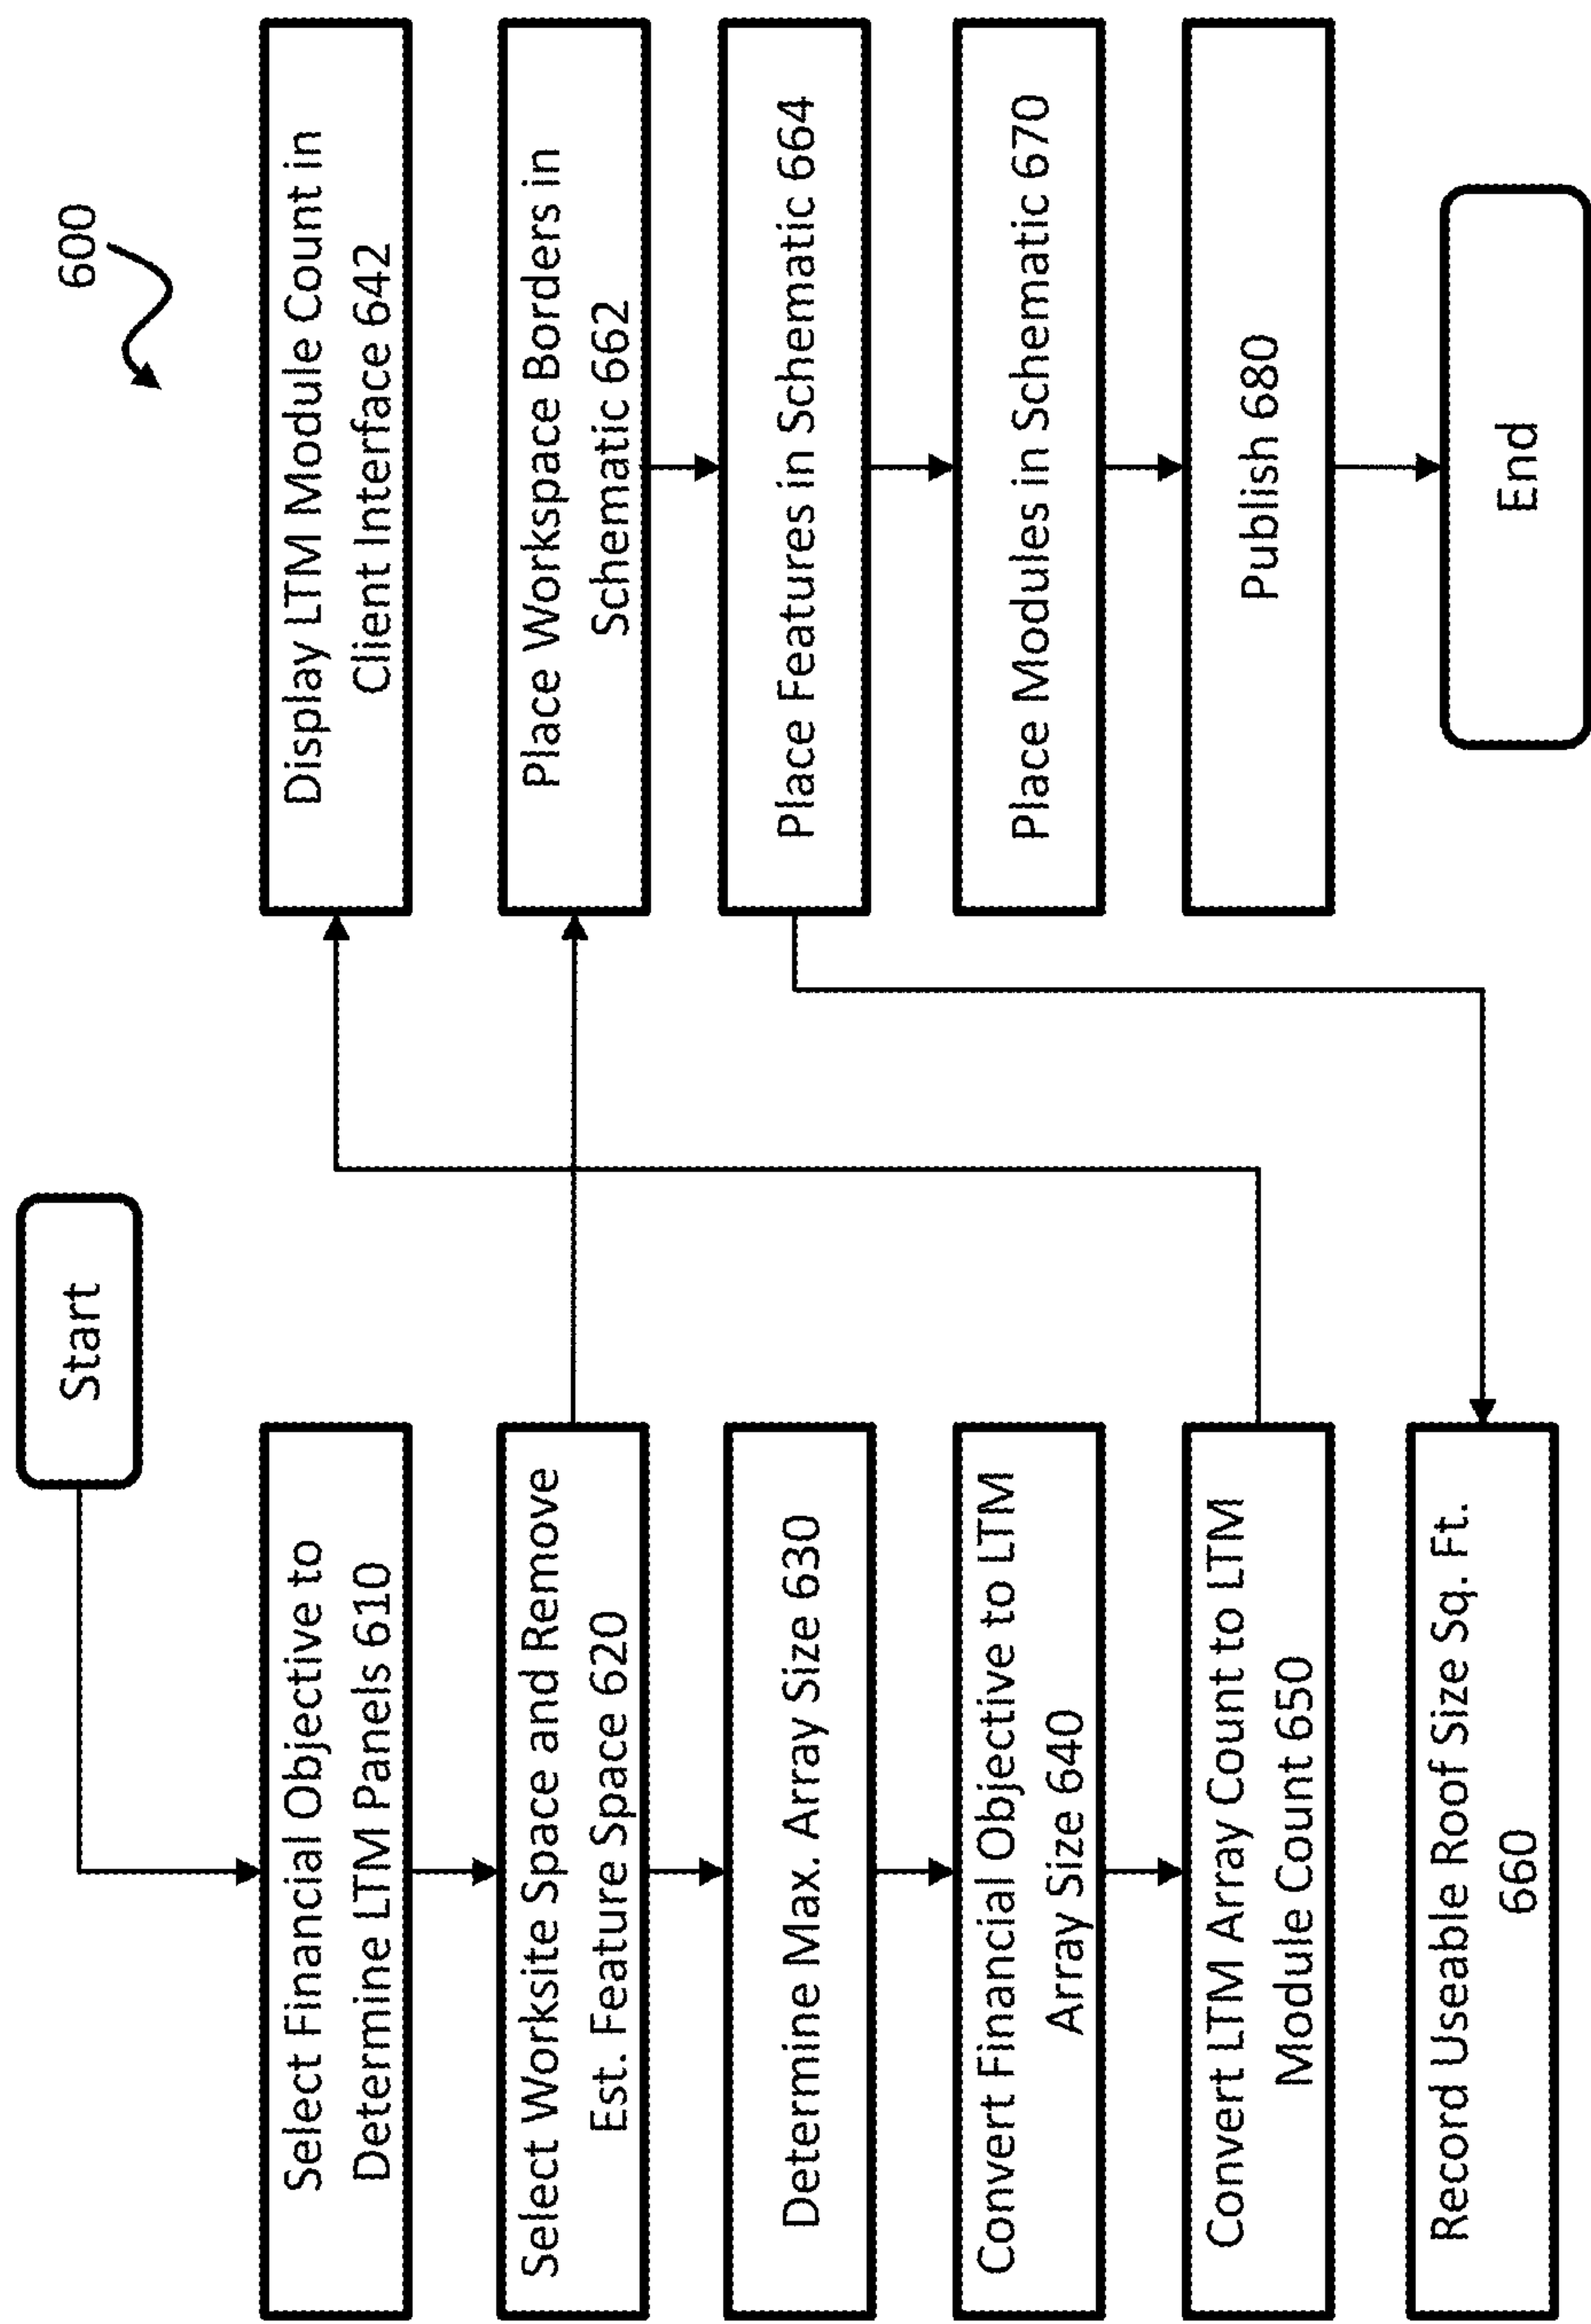 600
Start
Select Financial Objective to
Determine LTM Panels 610
Select Worksite Space and Remove
Est. Feature Space 620
Determine Max. Array Size 630
Convert Financial Objective to LTM
Array Size 640
Convert LTM Array Count to LTM
Module Count 650
Record Useable Roof Size Sq. Ft.
660
Display LTM Module Count in
Client Interface 642
Place Workspace Borders in
Schematic 662
Place Features in Schematic 664
Place Modules in Schematic 670
Publish 680
End